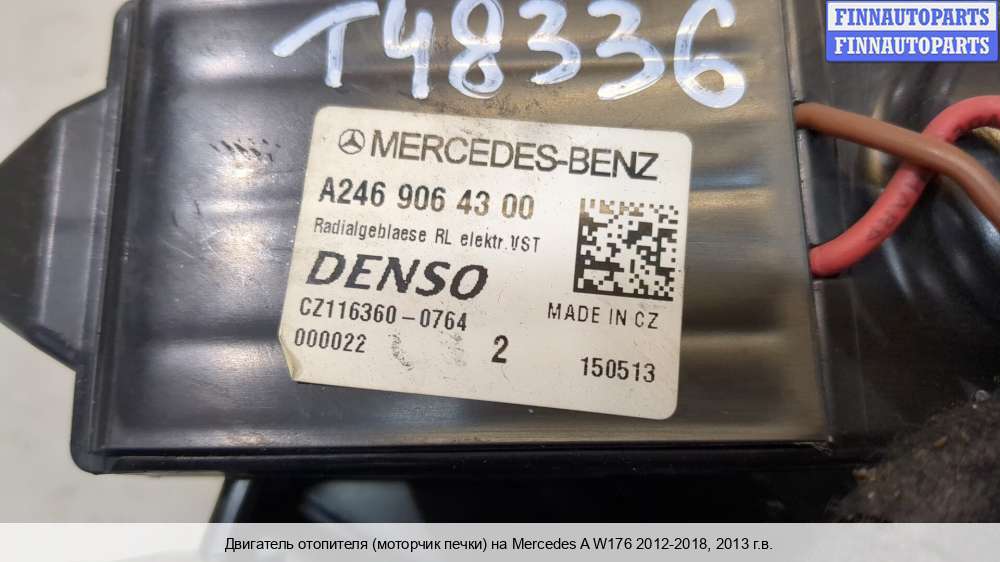 FINNAUTOPARTS
FINNAUTOPARTS
T48336
MERCEDES-BENZ
A246 906 43 00
Radialgeblaese RL elektr.VST
DENSO
CZ116360-0764
MADE IN CZ
000022 2 150513
Двигатель отопителя (моторчик печки) на Mercedes A W176 2012-2018, 2013 г.в.